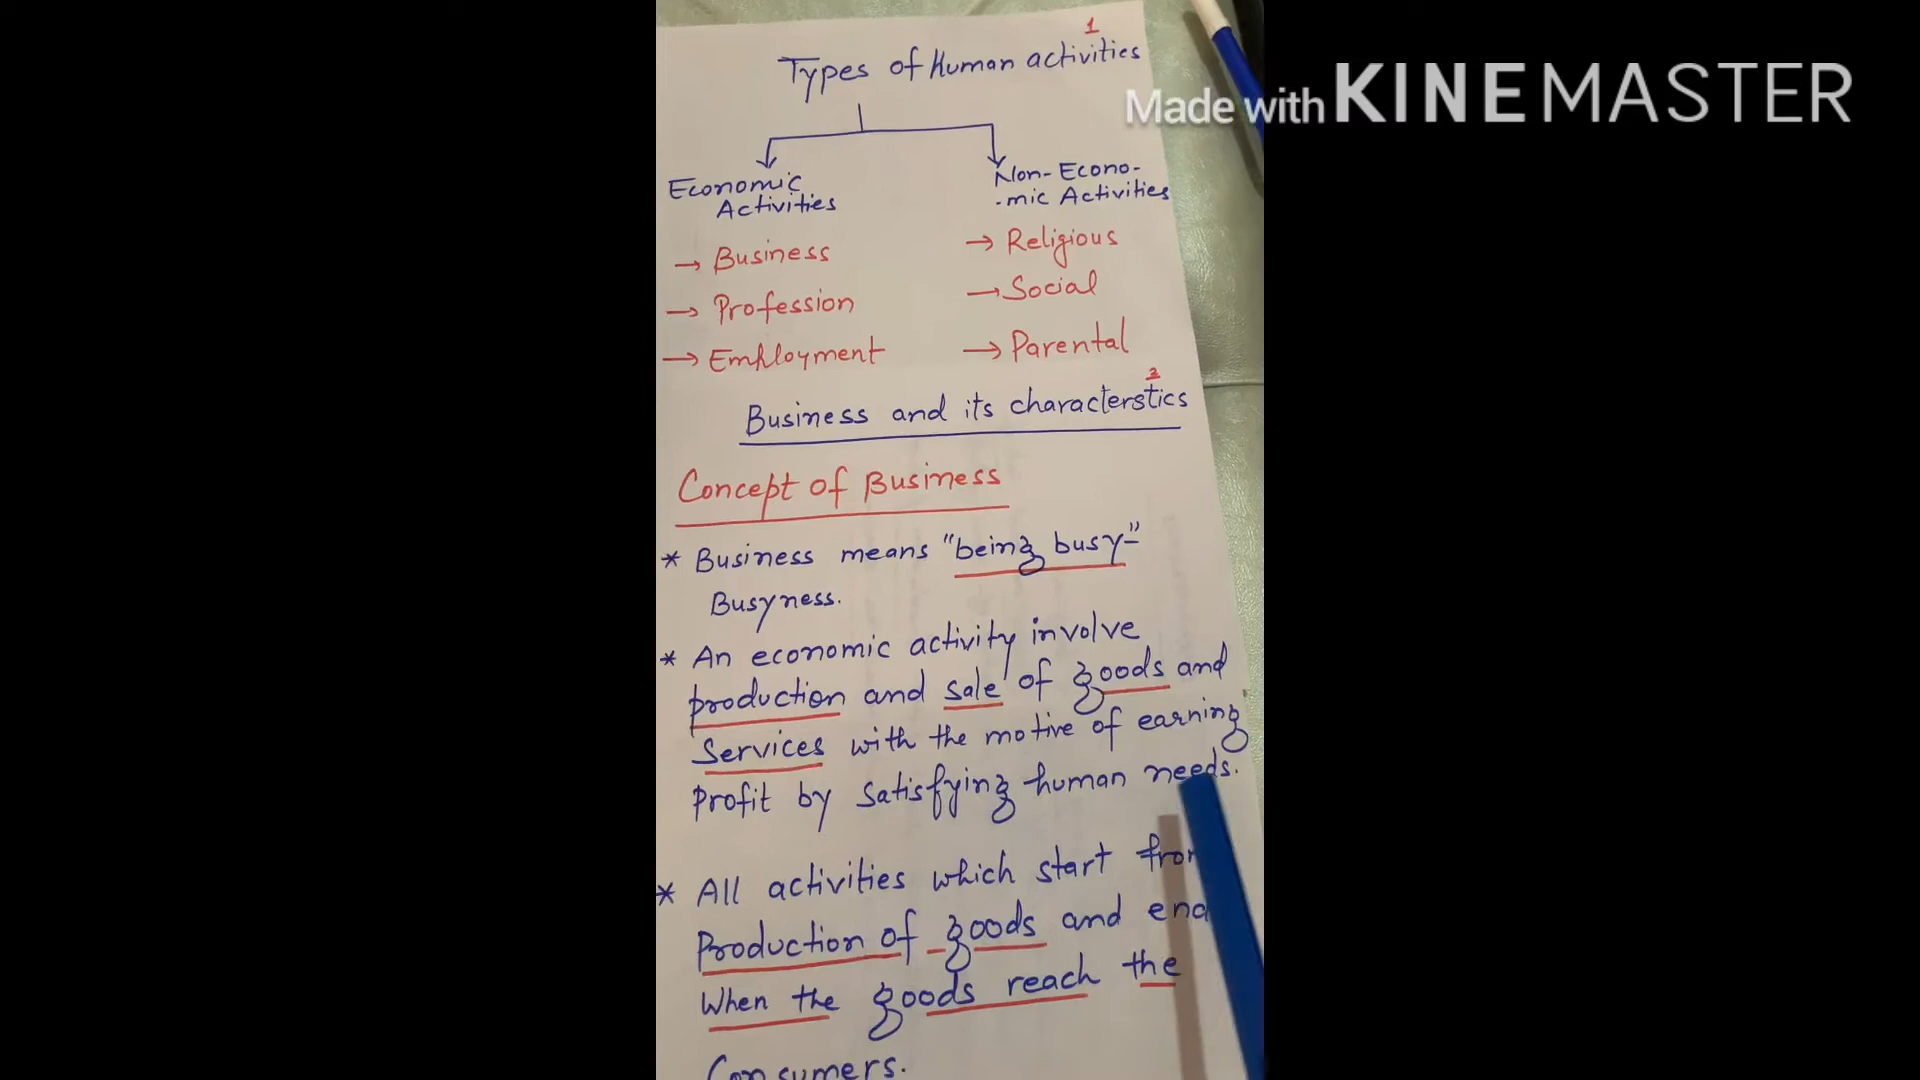 1
Types of Human activities
Made with KINEMASTER
Economic
Activities
Non-Econo-
-mic Activities
→ Business
→ Profession
→ Employment
→ Religious
→ Social
→ Parental
2
Business and its characterstics
Concept of Business
* Business means "being busy-"
Busyness.
* An economic activity involve
production and sale of goods and
Services with the motive of earning
Profit by satisfying human needs.
* All activities which start from
Production of goods and end
When the goods reach the
Consumers.